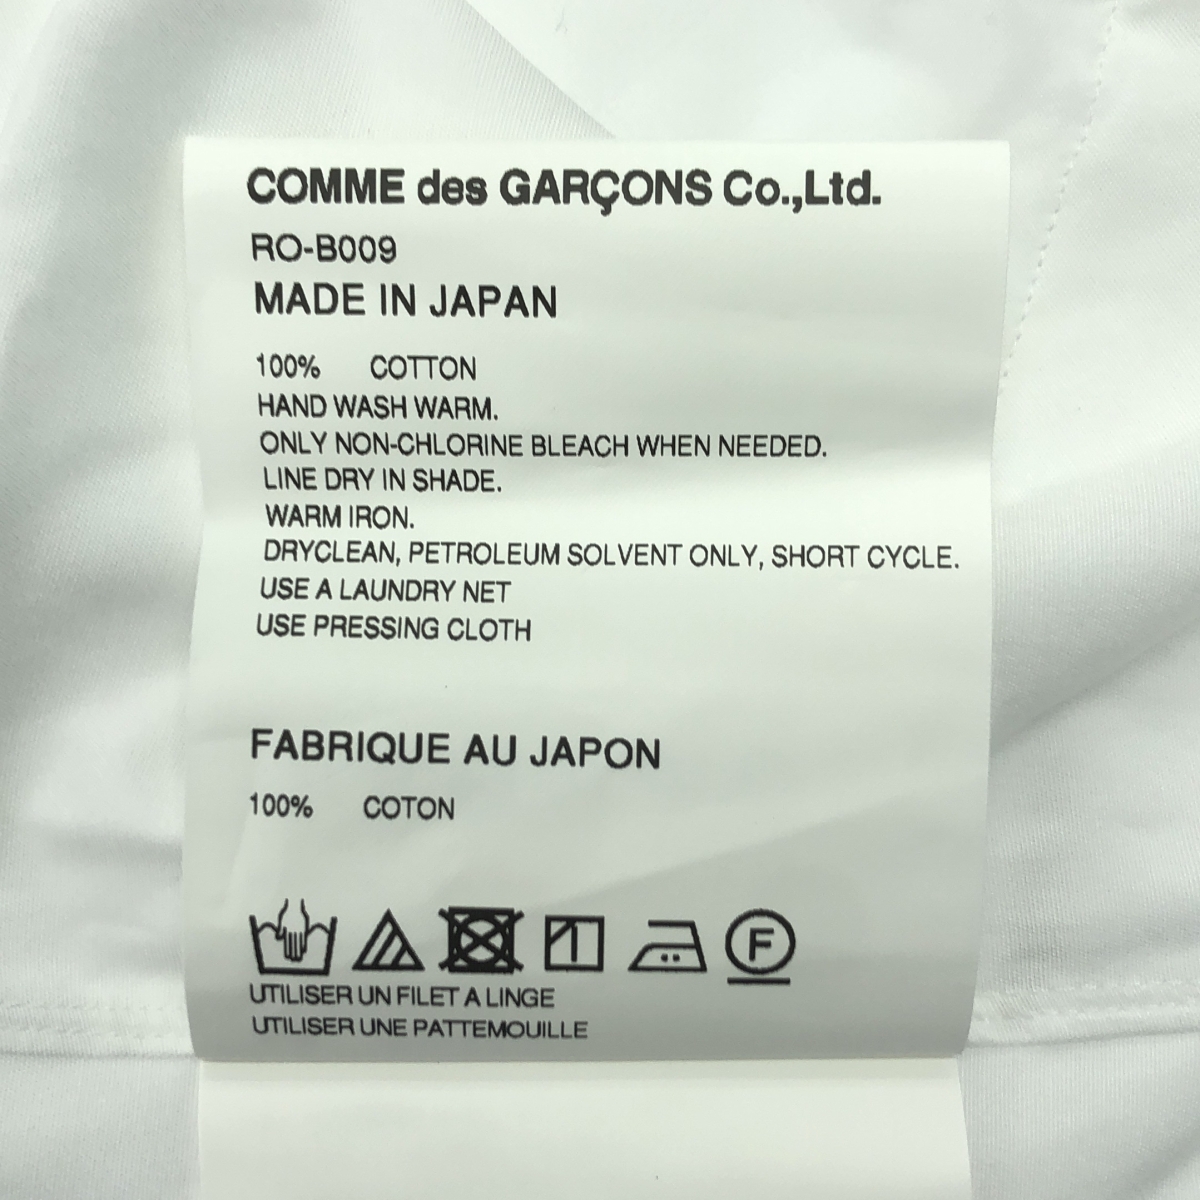 COMME des GARÇONS Co.,Ltd.
RO-B009
MADE IN JAPAN
100% COTTON
HAND WASH WARM.
ONLY NON-CHLORINE BLEACH WHEN NEEDED.
LINE DRY IN SHADE.
WARM IRON.
DRYCLEAN, PETROLEUM SOLVENT ONLY, SHORT CYCLE.
USE A LAUNDRY NET
USE PRESSING CLOTH
FABRIQUE AU JAPON
100% COTON
F
UTILISER UN FILET A LINGE
UTILISER UNE PATTEMOUILLE